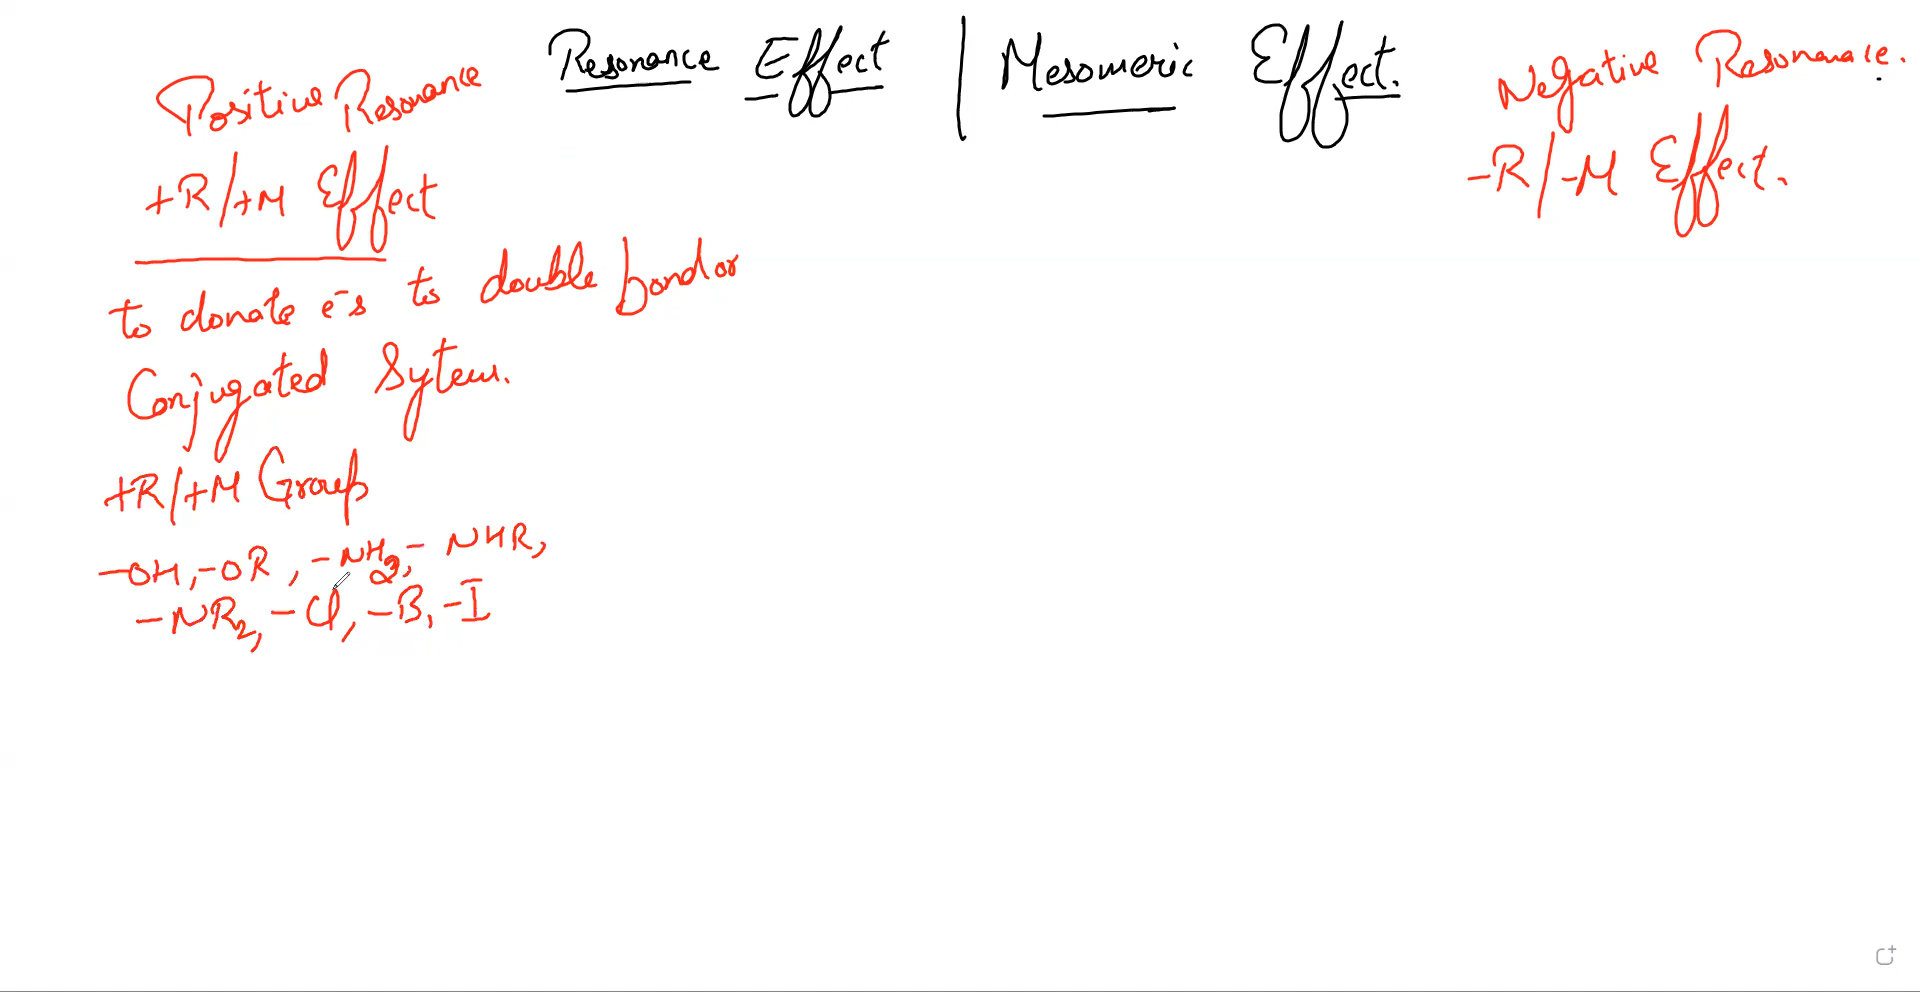 Resonance Effect | Mesomeric Effect.
Positive Resonance
+R/+M Effect
to donate e-s to double bond or
Conjugated Sytem.
+R/+M Group
-OH, -OR, -NH2, - NHR,
-NR2, -Cl, -B, -I
Negative Resonance.
-R/-M Effect.